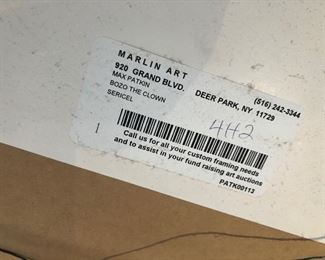 MARLIN ART
920 GRAND BLVD.
DEER PARK, NY 11729
(516) 242-3344
MAX PATKIN
BOZO THE CLOWN
SERICEL
1
442
Call us for all your custom framing needs
and to assist in your fund raising art auctions
PATK00113